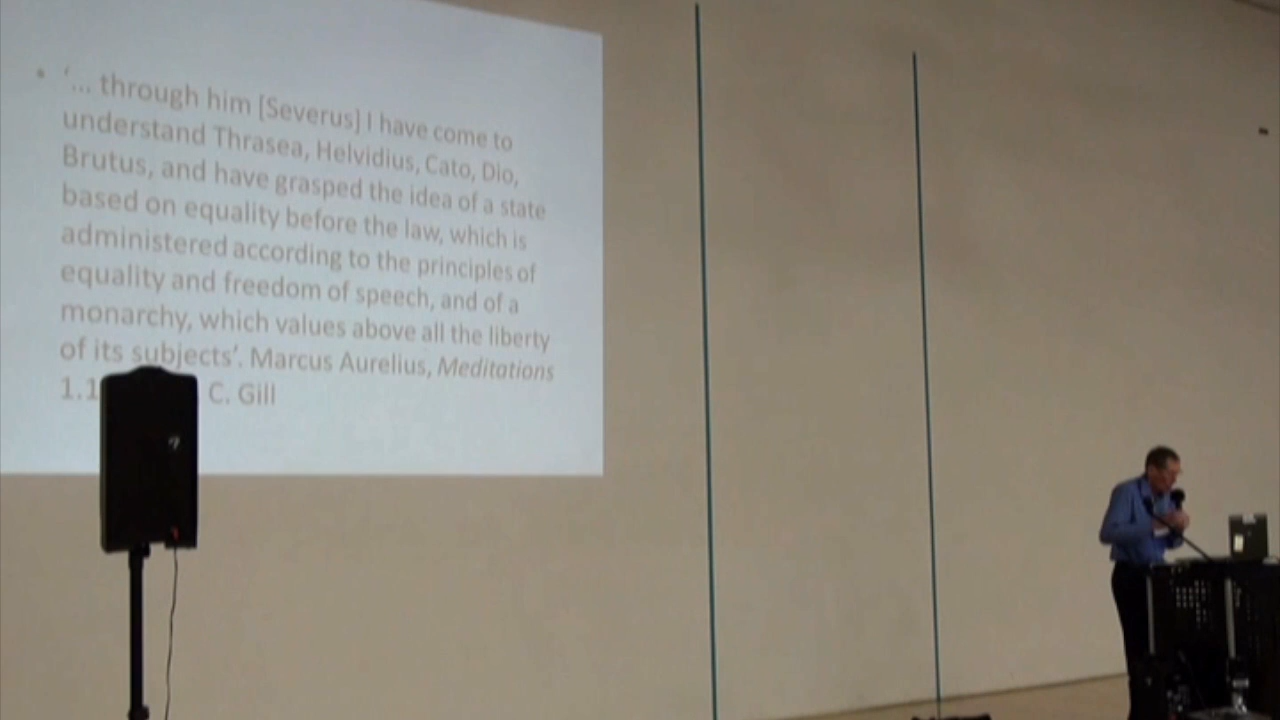 • ‘... through him [Severus] I have come to
understand Thrasea, Helvidius, Cato, Dio,
Brutus, and have grasped the idea of a state
based on equality before the law, which is
administered according to the principles of
equality and freedom of speech, and of a
monarchy, which values above all the liberty
of its subjects’. Marcus Aurelius, Meditations
1.1 C. Gill